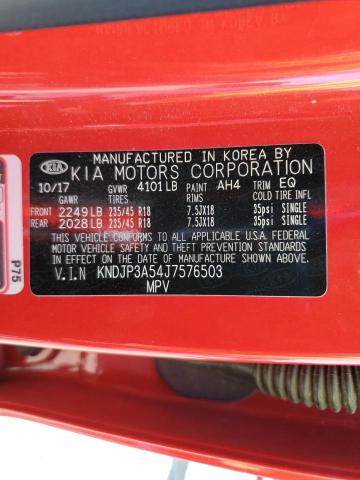 MANUFACTURED IN KOREA BY
KIA KIA MOTORS CORPORATION
10/17 GVWR 4101LB PAINT AH4 TRIM EQ
GAWR TIRES RIMS COLD TIRE INFL
FRONT 2249LB 235/45 R18 7.5JX18 35psi SINGLE
REAR 2028LB 235/45 R18 7.5JX18 35psi SINGLE
THIS VEHICLE CONFORMS TO ALL APPLICABLE U.S.A. FEDERAL
MOTOR VEHICLE SAFETY, BUMPER, AND THEFT PREVENTION
STANDARDS IN EFFECT ON THE DATE OF MANUFACTURE SHOWN ABOVE.
V.I.N KNDJP3A54J7576503
MPV
P75